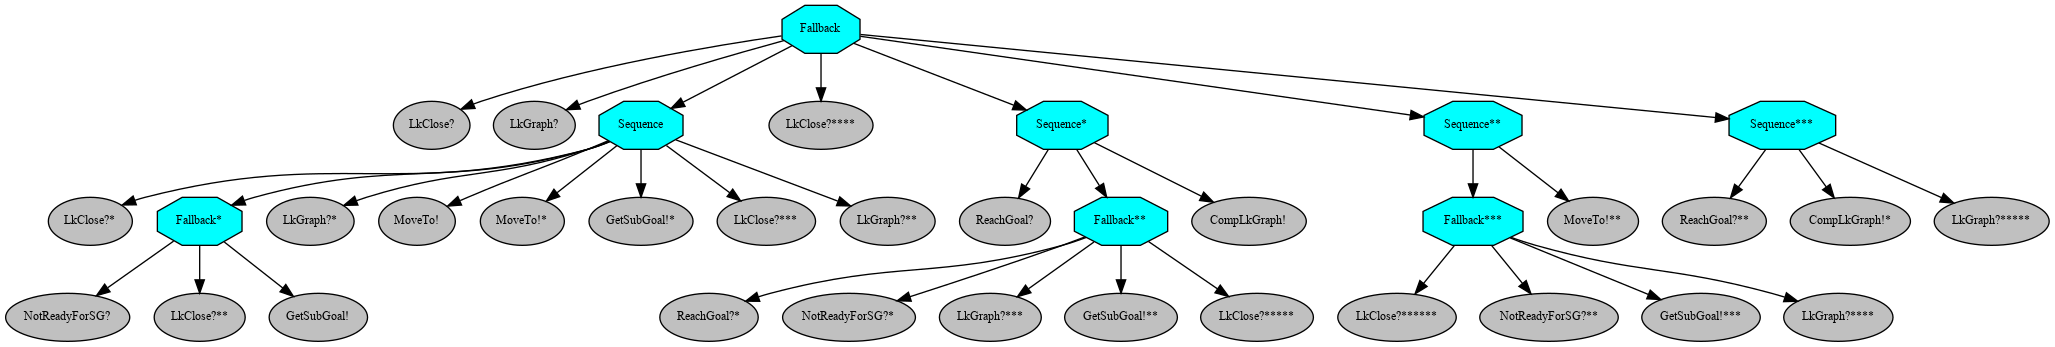 Fallback
LkClose?
LkGraph?
Sequence
LkClose?****
Sequence*
Sequence**
Sequence***
LkClose?*
Fallback*
LkGraph?*
MoveTo!
MoveTo!*
GetSubGoal!*
LkClose?***
LkGraph?**
ReachGoal?
Fallback**
CompLkGraph!
Fallback***
MoveTo!**
ReachGoal?**
CompLkGraph!*
LkGraph?*****
NotReadyForSG?
LkClose?**
GetSubGoal!
ReachGoal?*
NotReadyForSG?*
LkGraph?***
GetSubGoal!**
LkClose?*****
LkClose?******
NotReadyForSG?**
GetSubGoal!***
LkGraph?****